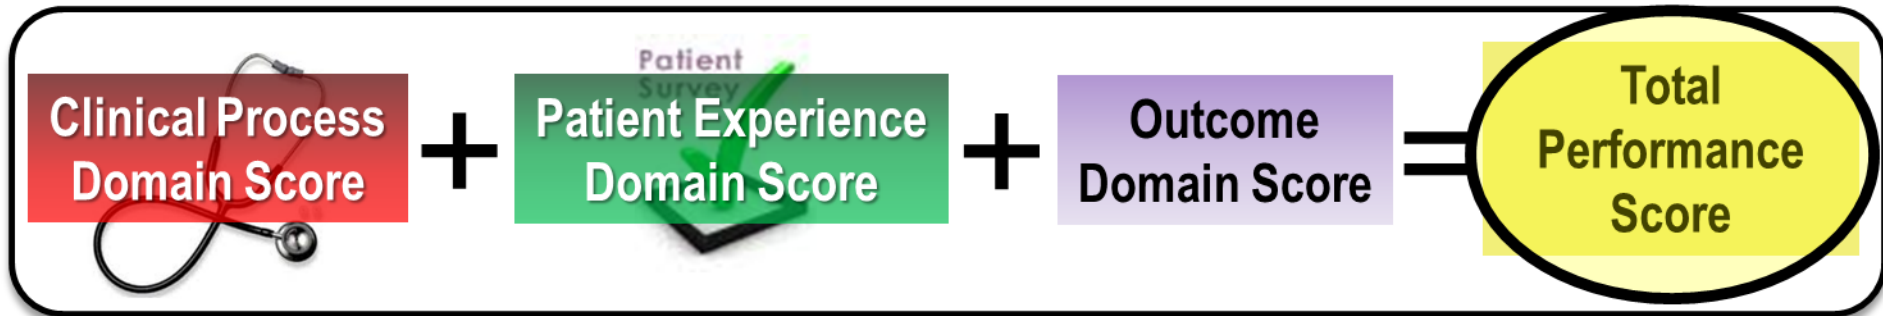 Patient
Survey
Clinical Process
Domain Score
+
Patient Experience
Domain Score
+
Outcome
Domain Score
=
Total
Performance
Score